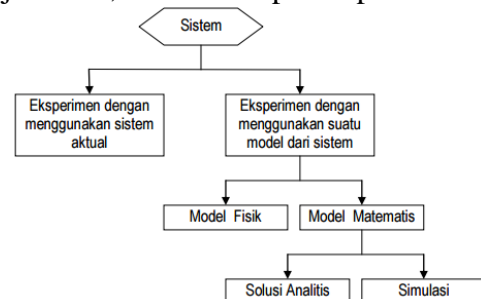 Sistem
Eksperimen dengan
menggunakan sistem
aktual
Eksperimen dengan
menggunakan suatu
model dari sistem
Model Fisik
Model Matematis
Solusi Analitis
Simulasi